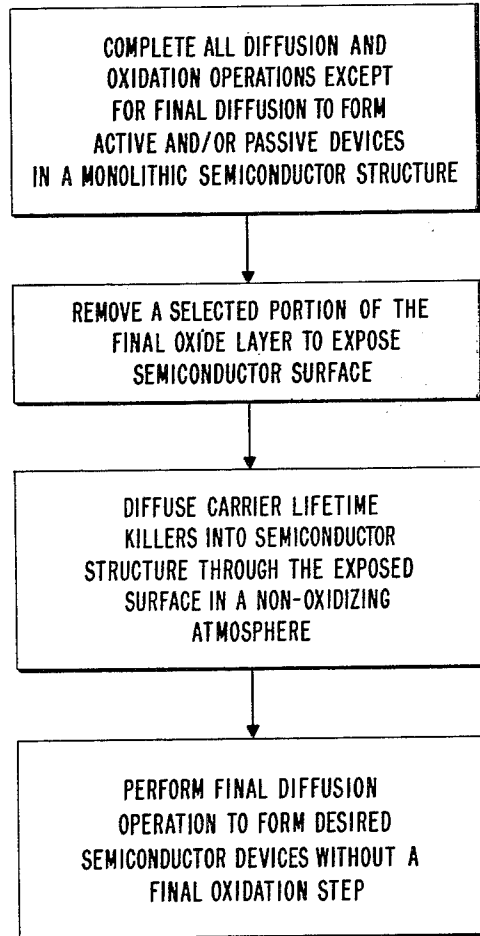 COMPLETE ALL DIFFUSION AND
OXIDATION OPERATIONS EXCEPT
FOR FINAL DIFFUSION TO FORM
ACTIVE AND/OR PASSIVE DEVICES
IN A MONOLITHIC SEMICONDUCTOR STRUCTURE
REMOVE A SELECTED PORTION OF THE
FINAL OXIDE LAYER TO EXPOSE
SEMICONDUCTOR SURFACE
DIFFUSE CARRIER LIFETIME
KILLERS INTO SEMICONDUCTOR
STRUCTURE THROUGH THE EXPOSED
SURFACE IN A NON-OXIDIZING
ATMOSPHERE
PERFORM FINAL DIFFUSION
OPERATION TO FORM DESIRED
SEMICONDUCTOR DEVICES WITHOUT A
FINAL OXIDATION STEP